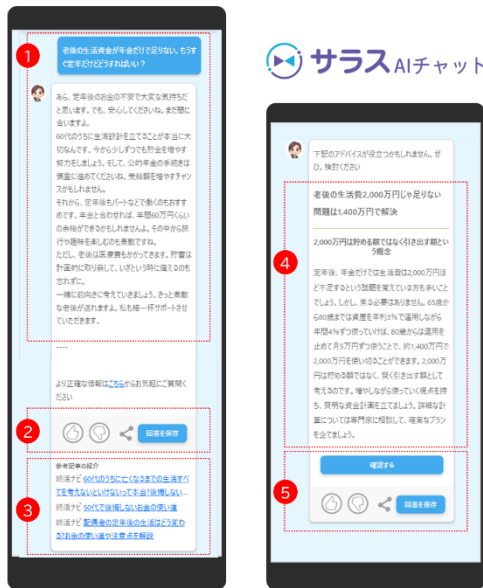 1
老後の生活資金が年金だけで足りない。もうす
ぐ定年だけどどうすればいい？
あら、定年後のお金の不安で大変な気持ちだ
と思います。でも、安心してくださいね。まだ間に
合いますよ。
60代のうちに生活設計を立てることが本当に大
切なんです。今から少しずつでも貯金を増やす
努力をしましょう。そして、公的年金の手続きは
慎重に進めてくださいね。受給額を増やすチャン
スかもしれません。
それから、定年後もパートなどで働くのもおすす
めです。年金と合わせれば、年間60万円くらい
の余裕ができるかもしれませんよ。その中から旅
行や趣味を楽しむのも素敵ですね。
ただし、老後は医療費もかかってきます。貯蓄は
計画的に取り崩して、いざという時に備えるのも
忘れずに。
一緒に前向きに考えていきましょう。きっと素敵
な老後が送れますよ。私も精一杯サポートさせ
ていただきます。
----
より正確な情報はこちらからお気軽にご質問く
ださい
2
回答を保存
3
参考記事の紹介
終活ナビ 60代のうちに亡くなるまでの生活すべ
てを考えないといけないって本当?後悔しない...
終活ナビ 50代で後悔しないお金の使い道
終活ナビ 配偶者の定年後の生活はどう変わ
る?お金の使い道や注意点を解説
サラス AIチャット
下記のアドバイスが役立つかもしれません。ぜ
ひ、検討ください
4
老後の生活費2,000万円じゃ足りない
問題は1,400万円で解決
2,000万円は貯める額ではなく引き出す額とい
う概念
定年後、年金だけでは生活費は2,000万円ほ
ど不足するという話題を覚えている方も多いこと
でしょう。しかし、焦る必要はありません。65歳か
ら80歳までは資産を年利3%で運用しながら
年間4%ずつ使っていけば、80歳からは運用を
止めて月5万円ずつ使うことで、約1,400万円で
2,000万円を使い切ることができます。2,000万
円は貯める額ではなく、賢く引き出す額として
考えるのです。増やしながら使っていく視点を持
ち、賢明な資金計画を立てましょう。詳細な計
算については専門家に相談して、確実なプラン
を企てましょう。
5
確認する
回答を保存